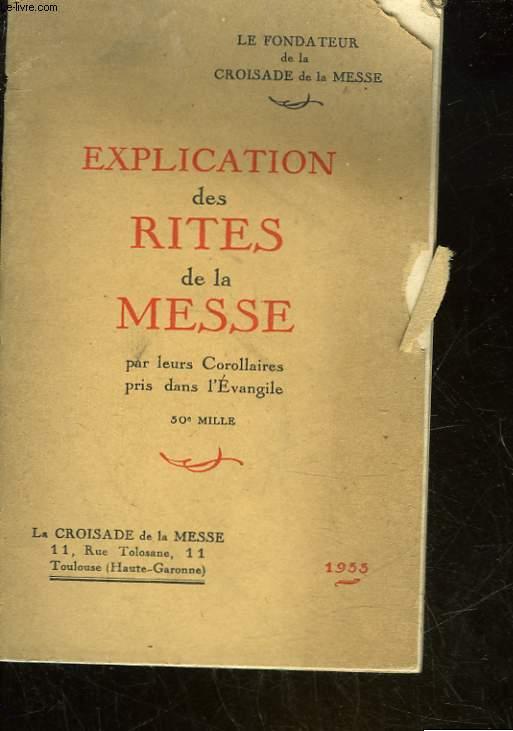 e-livre.com
LE FONDATEUR
de la
CROISADE de la MESSE
EXPLICATION
des
RITES
de la
MESSE
par leurs Corollaires
pris dans l'Évangile
50e MILLE
La CROISADE de la MESSE
11, Rue Tolosane, 11
Toulouse (Haute-Garonne)
1955